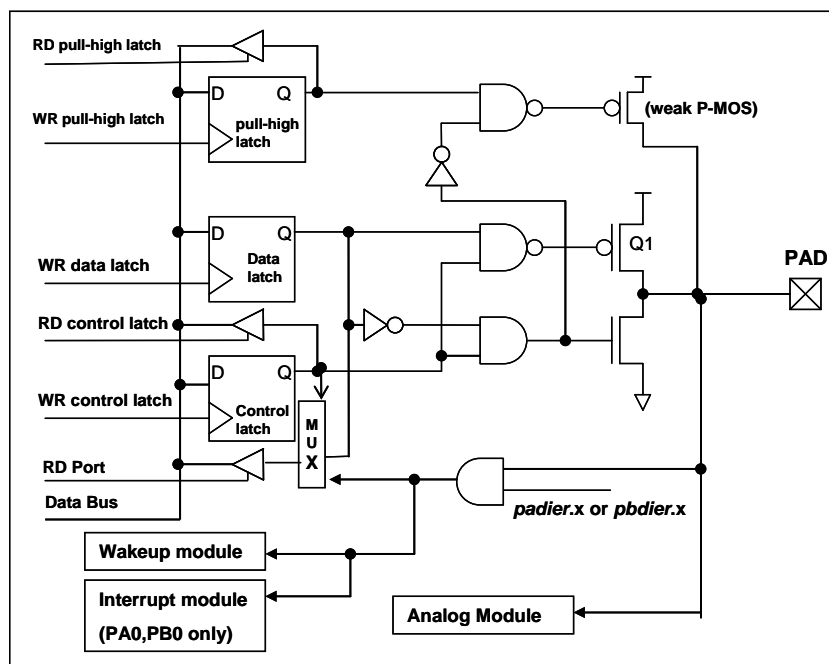 RD pull-high latch
D Q
(weak P-MOS)
WR pull-high latch
pull-high
latch
D Q
Q1
Data
latch
PAD
WR data latch
RD control latch
D Q
WR control latch
Control
latch
M
U
X
RD Port
padier.x or pbdier.x
Data Bus
Wakeup module
Interrupt module
(PA0,PB0 only)
Analog Module